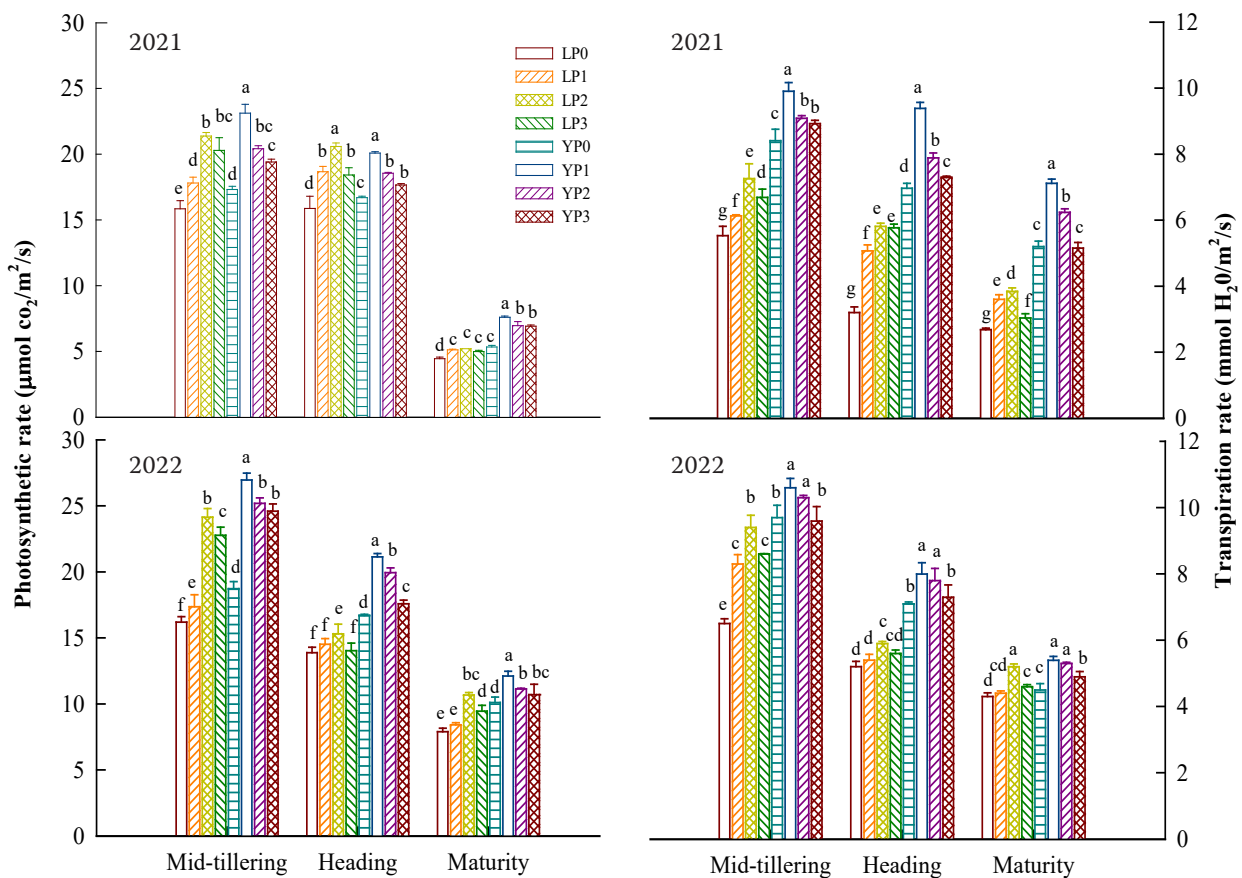 Photosynthetic rate (μmol co₂/m²/s)
30
25
20
15
10
5
0
2021
LP0
LP1
LP2
LP3
YP0
YP1
YP2
YP3
e d b bc d a bc c
d b a b c a b b
d c c c c a b b
2021
g f e d c a b b
g f e e c a b c
g e d f c a b c
12
10
8
6
4
2
0
Transpiration rate (mmol H₂0/m²/s)
30
25
20
15
10
5
0
2022
f e b c d a b b
f f e f d a b c
e e bc d d a b bc
Mid-tillering Heading Maturity
2022
e c b c b a a b
d d c cd b a a b
d cd a c c a a b
12
10
8
6
4
2
0
Mid-tillering Heading Maturity